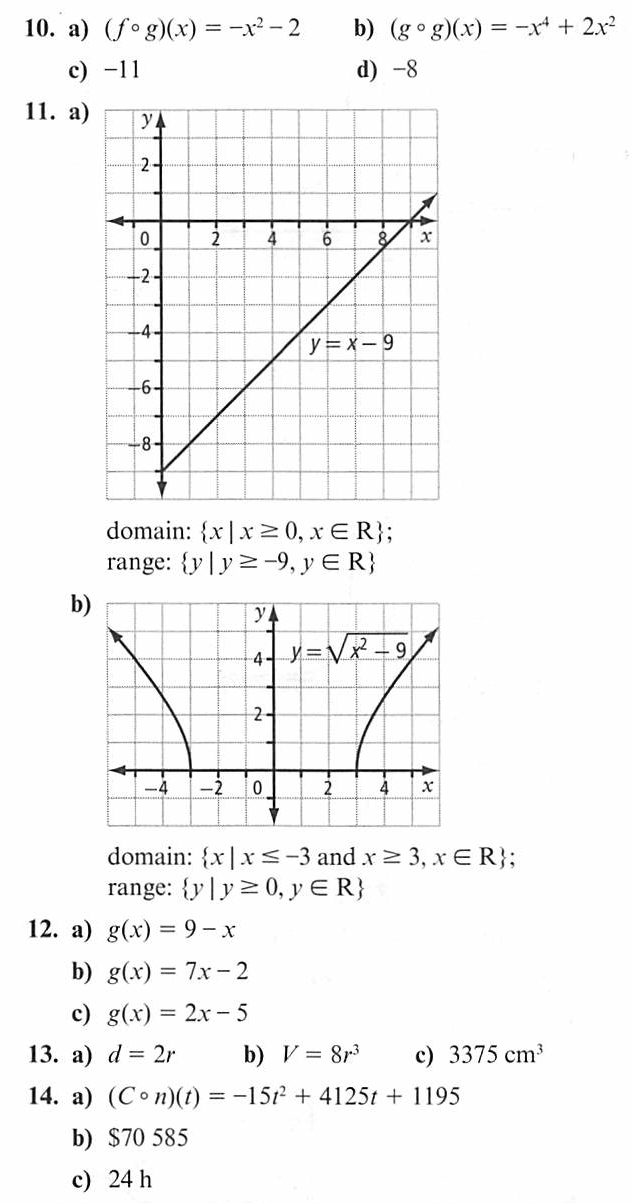 10. a) (f∘g)(x) = −x² − 2 b) (g∘g)(x) = −x⁴ + 2x²
c) −11 d) −8
11. a)
y
2
0 2 4 6 8 x
−2
−4
y = x − 9
−6
−8
domain: {x | x ≥ 0, x ∈ R};
range: {y | y ≥ −9, y ∈ R}
b)
y
4 y = √x² − 9
2
−4 −2 0 2 4 x
domain: {x | x ≤ −3 and x ≥ 3, x ∈ R};
range: {y | y ≥ 0, y ∈ R}
12. a) g(x) = 9 − x
b) g(x) = 7x − 2
c) g(x) = 2x − 5
13. a) d = 2r b) V = 8r³ c) 3375 cm³
14. a) (C∘n)(t) = −15t² + 4125t + 1195
b) $70 585
c) 24 h